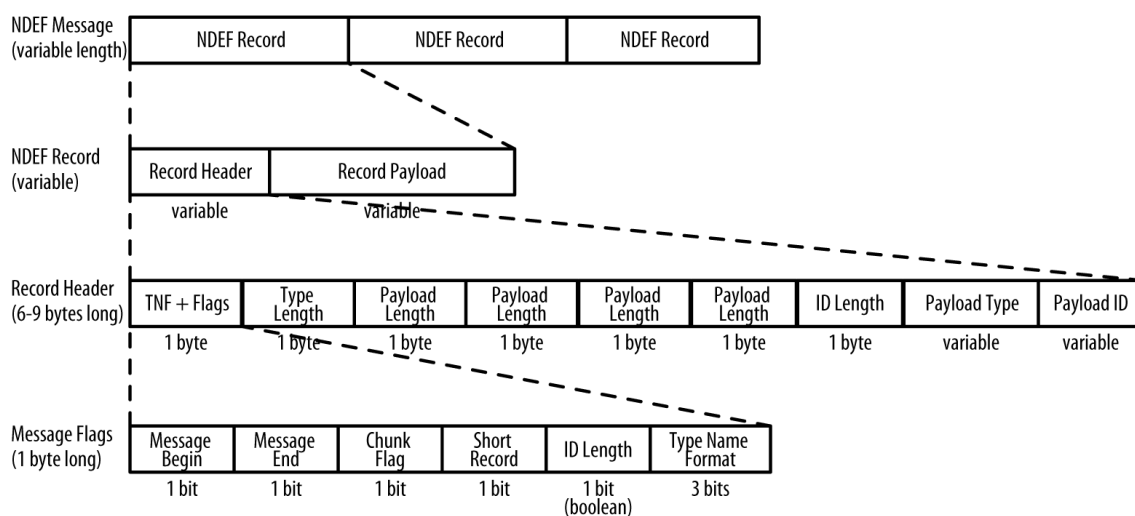 NDEF Message
(variable length)
NDEF Record
NDEF Record
NDEF Record
NDEF Record
(variable)
Record Header
Record Payload
variable
variable
Record Header
(6-9 bytes long)
TNF + Flags
Type
Length
Payload
Length
Payload
Length
Payload
Length
Payload
Length
ID Length
Payload Type
Payload ID
1 byte
1 byte
1 byte
1 byte
1 byte
1 byte
1 byte
variable
variable
Message Flags
(1 byte long)
Message
Begin
Message
End
Chunk
Flag
Short
Record
ID Length
Type Name
Format
1 bit
1 bit
1 bit
1 bit
1 bit
(boolean)
3 bits